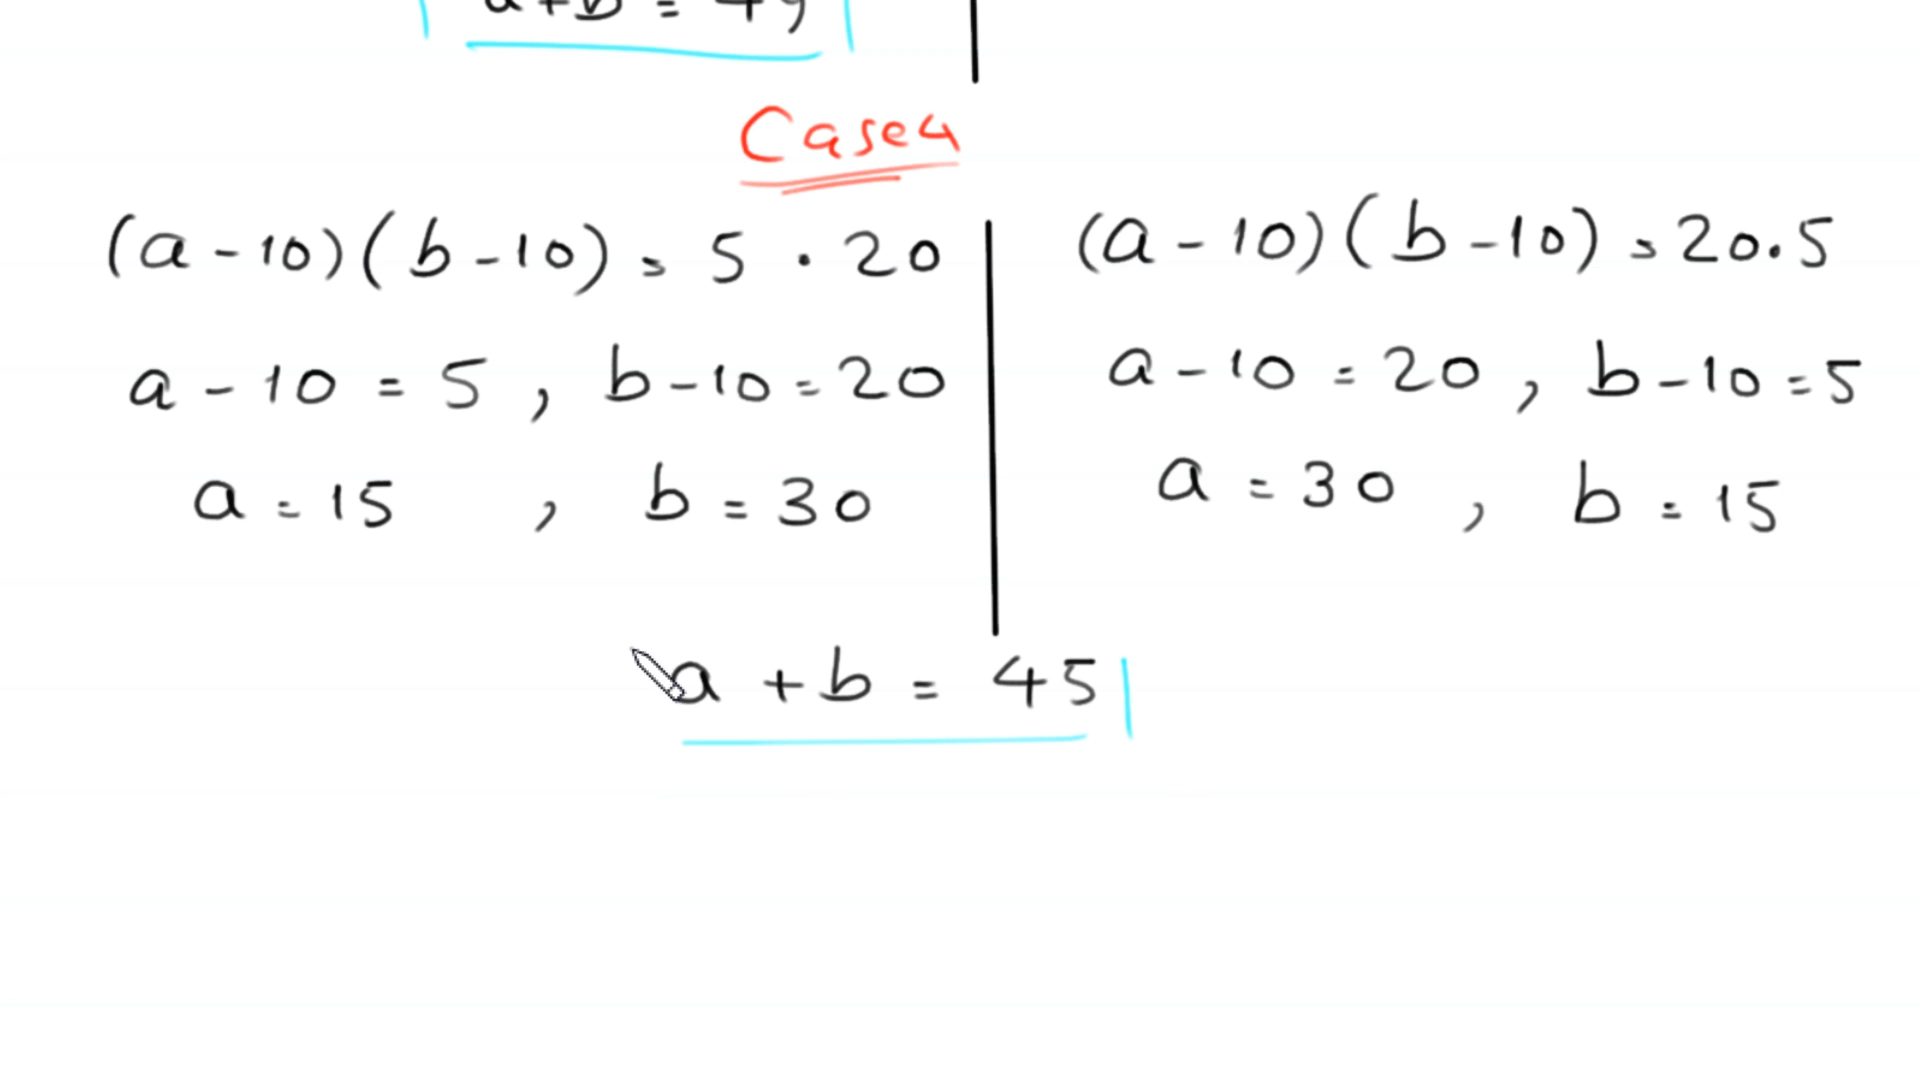 a+b = 49
Case4
(a-10)(b-10) = 5 · 20
a - 10 = 5 , b-10=20
a = 15 , b = 30
(a-10)(b-10) = 20.5
a-10 = 20 , b-10=5
a = 30 , b = 15
a + b = 45